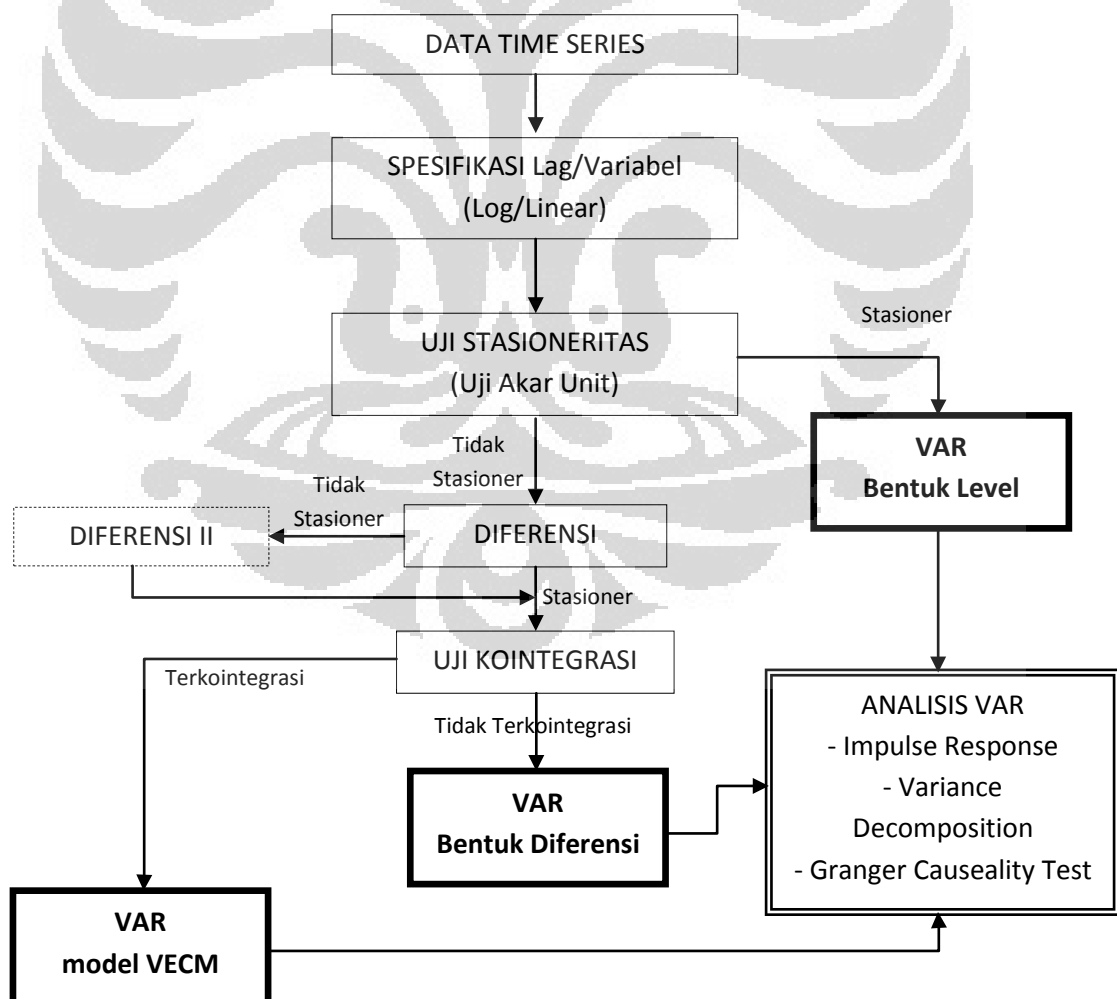 DATA TIME SERIES
SPESIFIKASI Lag/Variabel
(Log/Linear)
UJI STASIONERITAS
(Uji Akar Unit)
Stasioner
VAR
Bentuk Level
Tidak
Stasioner
Tidak
Stasioner
DIFERENSI II
DIFERENSI
Stasioner
UJI KOINTEGRASI
Terkointegrasi
Tidak Terkointegrasi
VAR
Bentuk Diferensi
ANALISIS VAR
- Impulse Response
- Variance
Decomposition
- Granger Causeality Test
VAR
model VECM